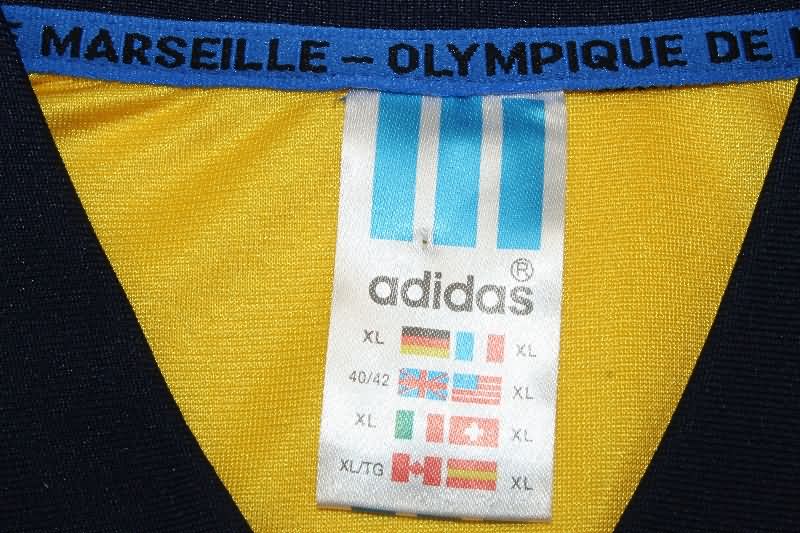 MARSEILLE – OLYMPIQUE DE
adidas®
XL XL
40/42 XL
XL XL
XL/TG XL